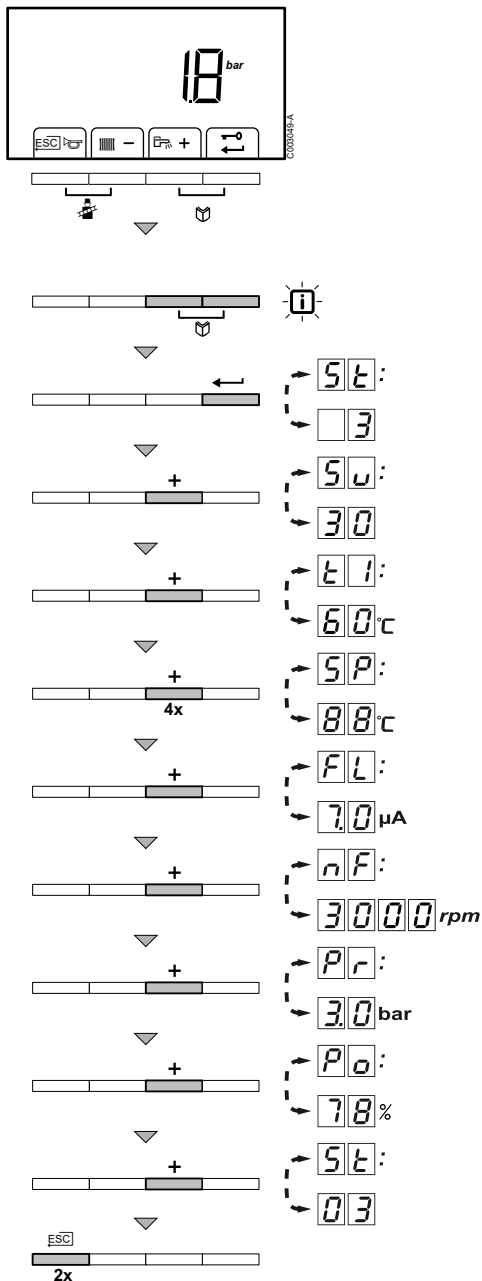 1.8 bar
ESC - +
C003049-A
i
St:
3
+
Su:
30
+
t1:
60°C
+
4x
SP:
88°C
+
FL:
7.0 µA
+
nF:
3000 rpm
+
Pr:
3.0 bar
+
Po:
78%
+
St:
03
ESC
2x